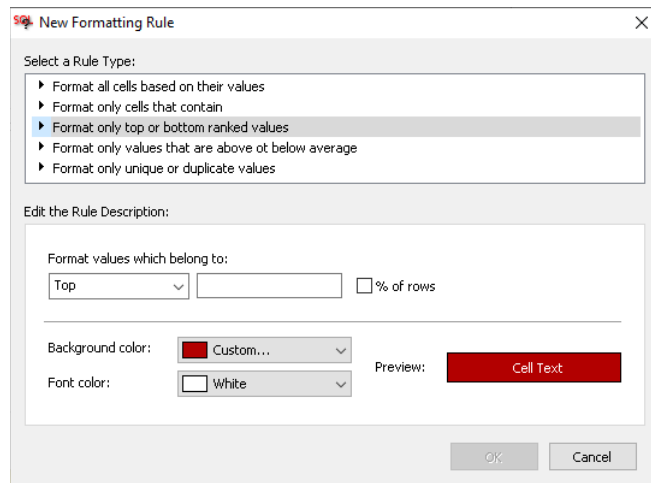 SQL New Formatting Rule
Select a Rule Type:
Format all cells based on their values
Format only cells that contain
Format only top or bottom ranked values
Format only values that are above ot below average
Format only unique or duplicate values
Edit the Rule Description:
Format values which belong to:
Top % of rows
Background color: Custom...
Font color: White
Preview: Cell Text
OK Cancel